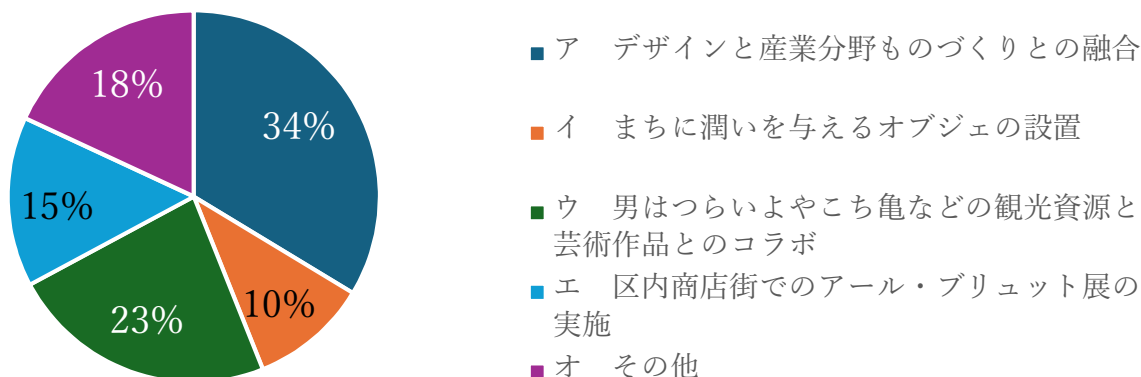 34%
10%
23%
15%
18%
ア　デザインと産業分野ものづくりとの融合
イ　まちに潤いを与えるオブジェの設置
ウ　男はつらいよやこち亀などの観光資源と
芸術作品とのコラボ
エ　区内商店街でのアール・ブリュット展の
実施
オ　その他